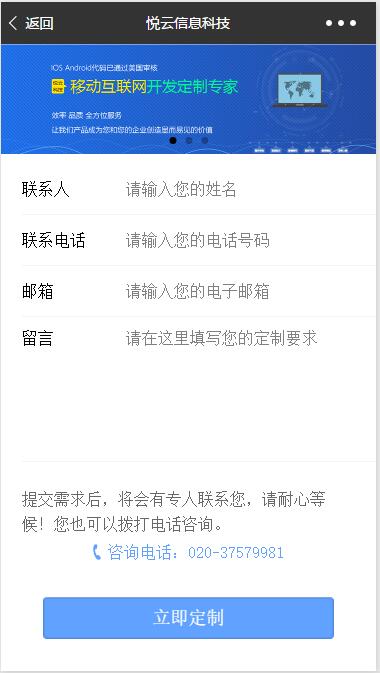 返回
悦云信息科技
IOS Android代码已通过美国审核
移动互联网开发定制专家
效率 品质 全方位服务
让我们产品成为您和您的企业创造显而易见的价值
联系人 请输入您的姓名
联系电话 请输入您的电话号码
邮箱 请输入您的电子邮箱
留言 请在这里填写您的定制要求
提交需求后，将会有专人联系您，请耐心等
候！您也可以拨打电话咨询。
咨询电话：020-37579981
立即定制